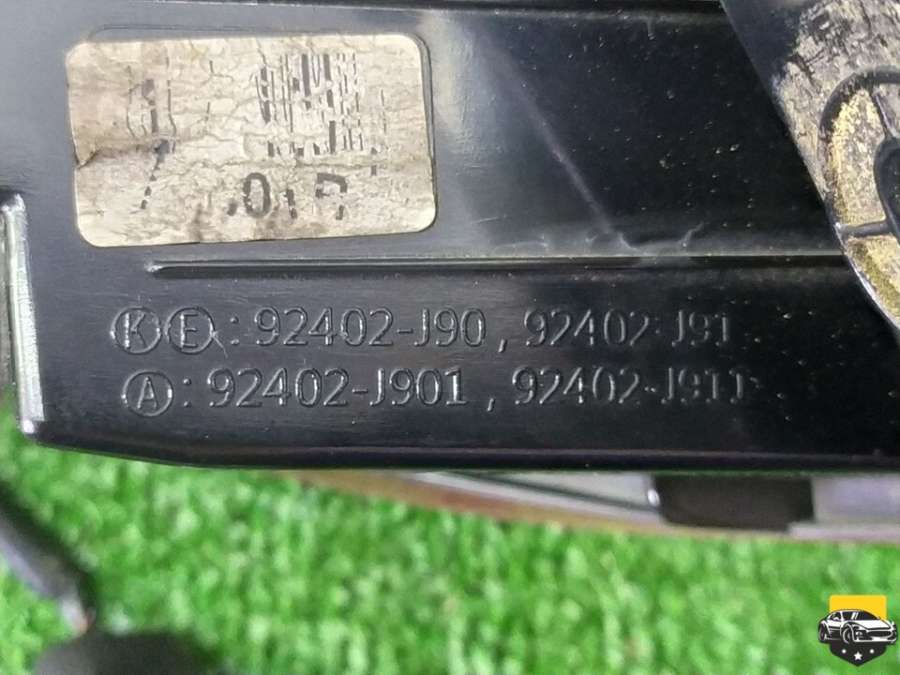 Ⓚ Ⓔ : 92402-J90 , 92402-J91
Ⓐ : 92402-J901 , 92402-J911